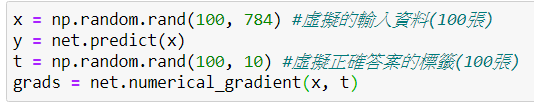 x = np.random.rand(100, 784) #虛擬的輸入資料(100張)
y = net.predict(x)
t = np.random.rand(100, 10) #虛擬正確答案的標籤(100張)
grads = net.numerical_gradient(x, t)